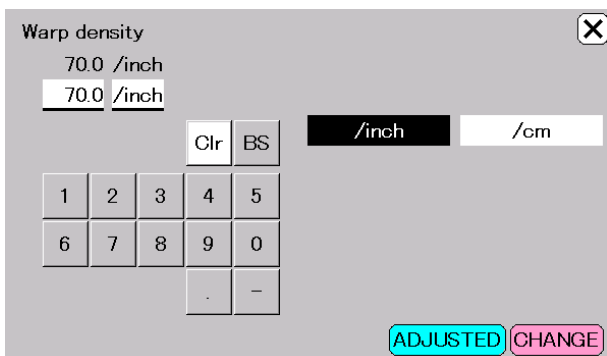 Warp density
70.0 /inch
70.0 /inch
Clr BS
/inch /cm
1 2 3 4 5
6 7 8 9 0
. -
ADJUSTED CHANGE